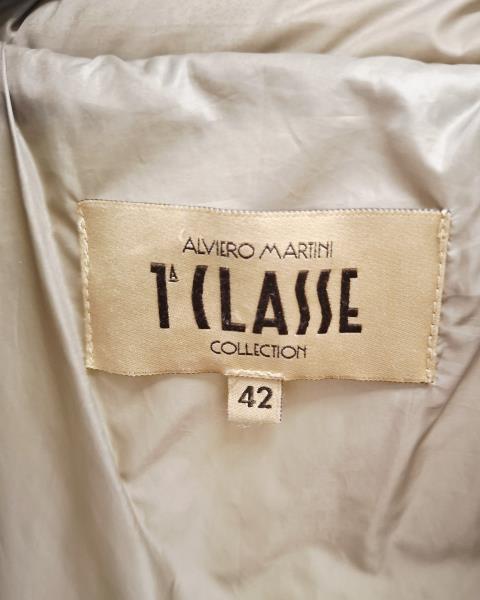 ALVIERO MARTINI
1ᴬ CLASSE
COLLECTION
42